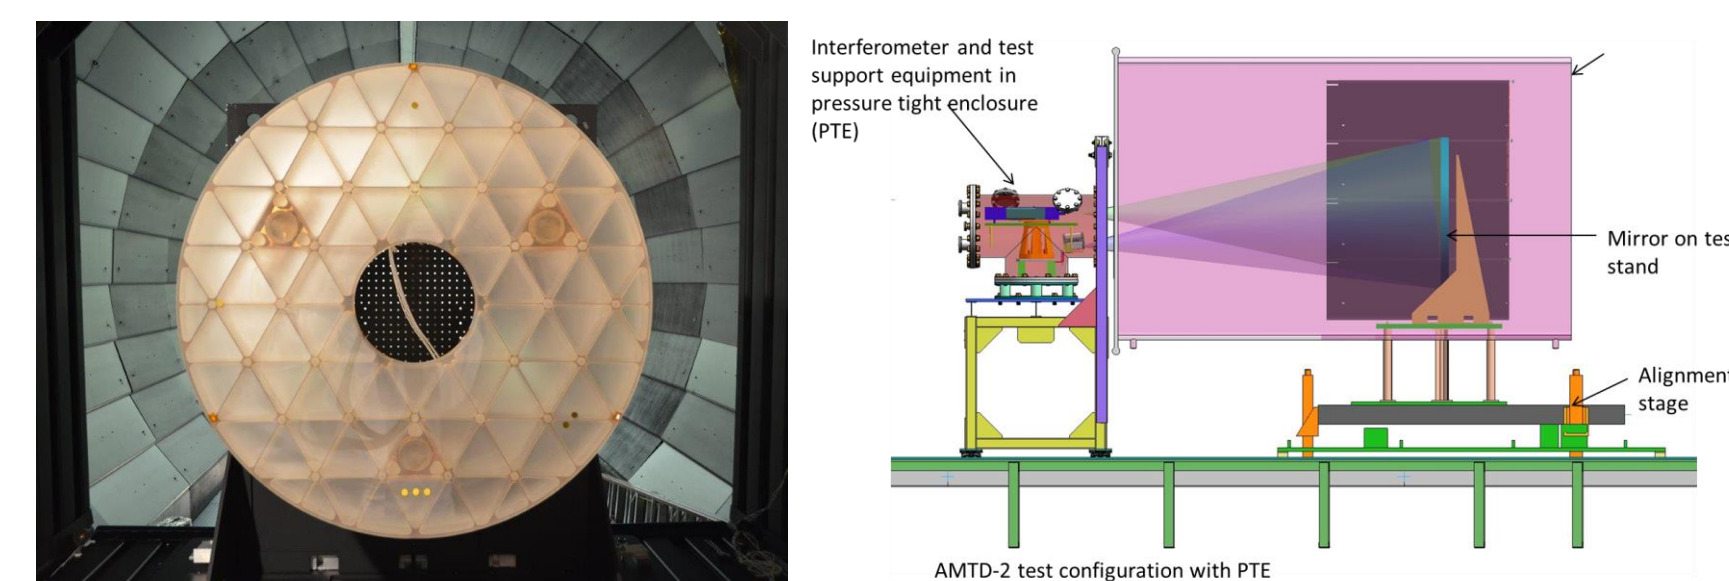 Interferometer and test
support equipment in
pressure tight enclosure
(PTE)
Mirror on
stand
Alignment
stage
AMTD-2 test configuration with PTE